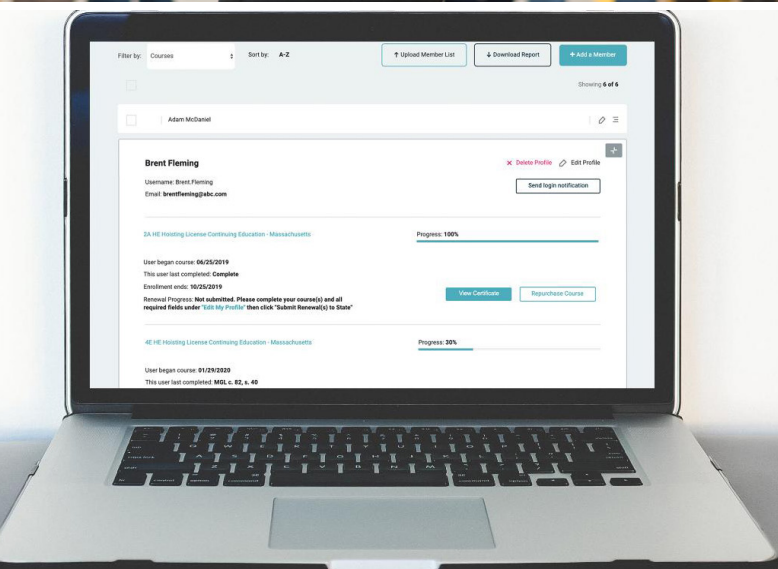 Filter by: Courses Sort by: A-Z ↑ Upload Member List ↓ Download Report + Add a Member
Showing 6 of 6
Adam McDaniel
Brent Fleming × Delete Profile Edit Profile
Username: Brent.Fleming Send login notification
Email: brentfleming@abc.com
2A HE Hoisting License Continuing Education - Massachusetts Progress: 100%
User began course: 06/25/2019
This user last completed: Complete
Enrollment ends: 10/25/2019
View Certificate Repurchase Course
Renewal Progress: Not submitted. Please complete your course(s) and all
required fields under "Edit My Profile" then click "Submit Renewal(s) to State"
4E HE Hoisting License Continuing Education - Massachusetts Progress: 30%
User began course: 01/29/2020
This user last completed: MGL c. 82, s. 40
control option command command option